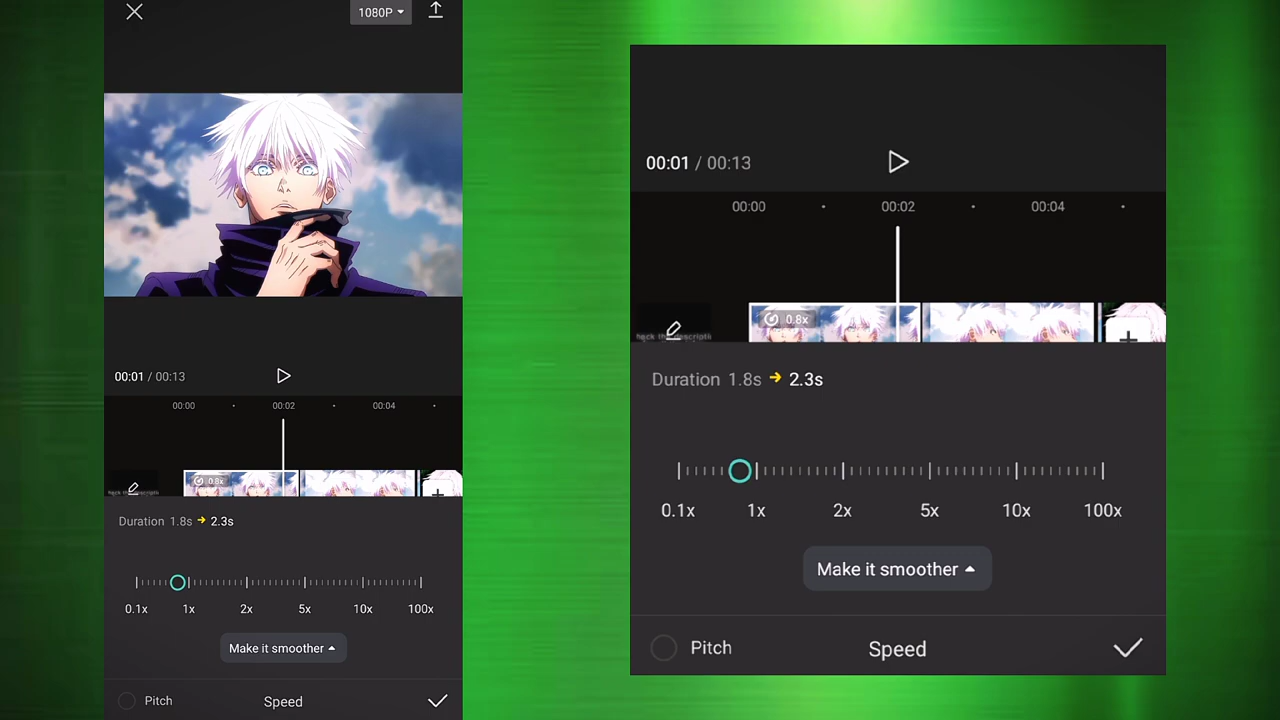 1080P
00:01 / 00:13
00:00 00:02 00:04
0.8x
Duration 1.8s 2.3s
0.1x 1x 2x 5x 10x 100x
Make it smoother
Pitch Speed
00:01 / 00:13
00:00 00:02 00:04
0.8x
Duration 1.8s 2.3s
0.1x 1x 2x 5x 10x 100x
Make it smoother
Pitch Speed